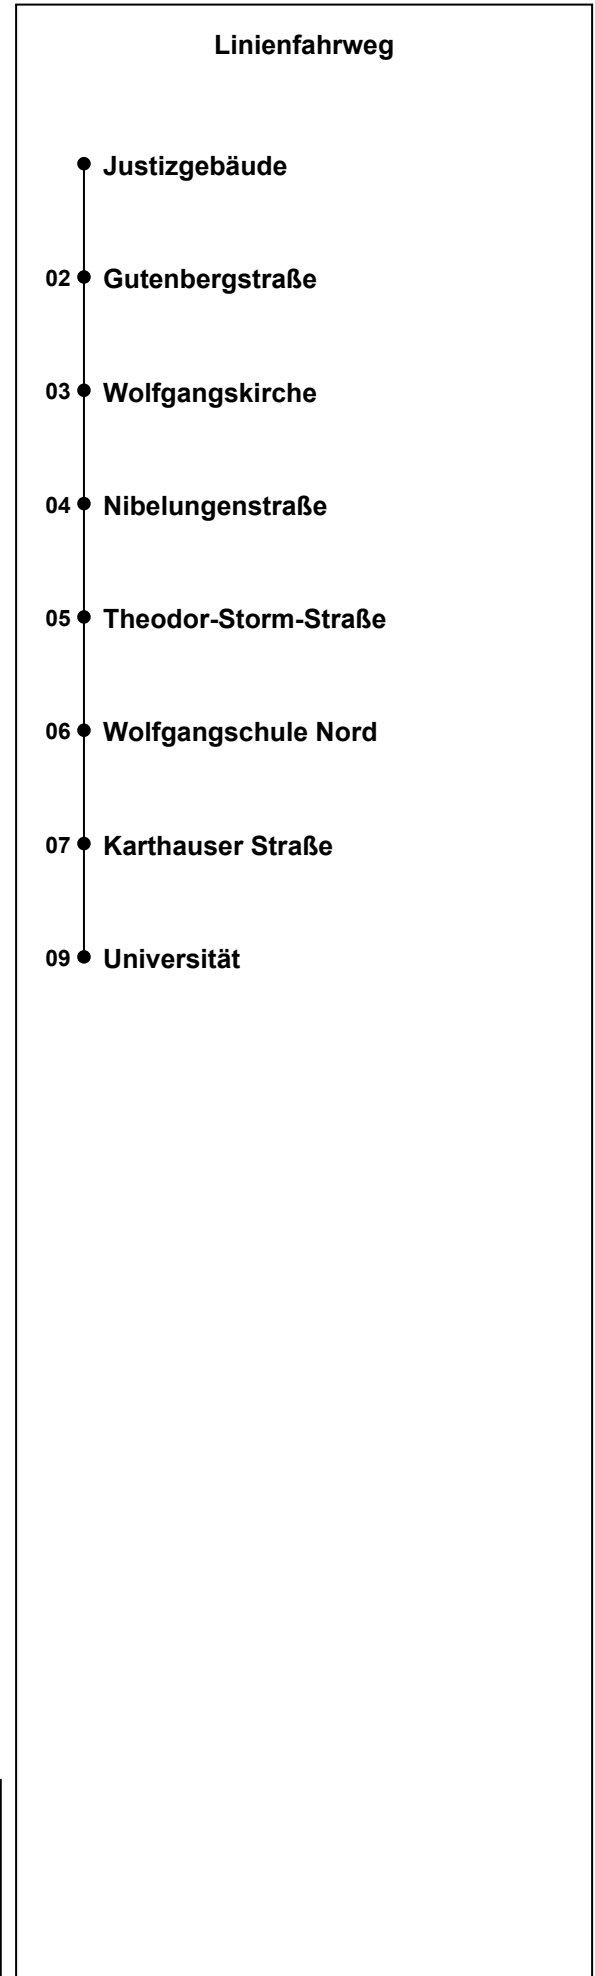 Linienfahrweg
Justizgebäude
02 Gutenbergstraße
03 Wolfgangskirche
04 Nibelungenstraße
05 Theodor-Storm-Straße
06 Wolfgangschule Nord
07 Karthauser Straße
09 Universität